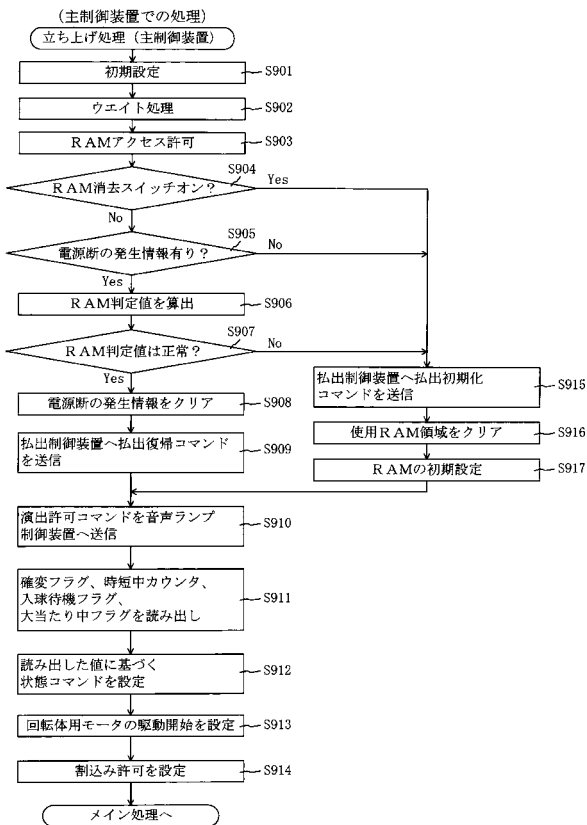 (主制御装置での処理)
立ち上げ処理(主制御装置)
初期設定
S901
ウエイト処理
S902
RAMアクセス許可
S903
S904
RAM消去スイッチオン?
Yes
No
S905
電源断の発生情報有り?
No
Yes
RAM判定値を算出
S906
S907
RAM判定値は正常?
No
Yes
電源断の発生情報をクリア
S908
払出制御装置へ払出復帰コマンド
を送信
S909
払出制御装置へ払出初期化
コマンドを送信
S915
使用RAM領域をクリア
S916
RAMの初期設定
S917
演出許可コマンドを音声ランプ
制御装置へ送信
S910
確変フラグ、時短中カウンタ、
入球待機フラグ、
大当たり中フラグを読み出し
S911
読み出した値に基づく
状態コマンドを設定
S912
回転体用モータの駆動開始を設定
S913
割込み許可を設定
S914
メイン処理へ